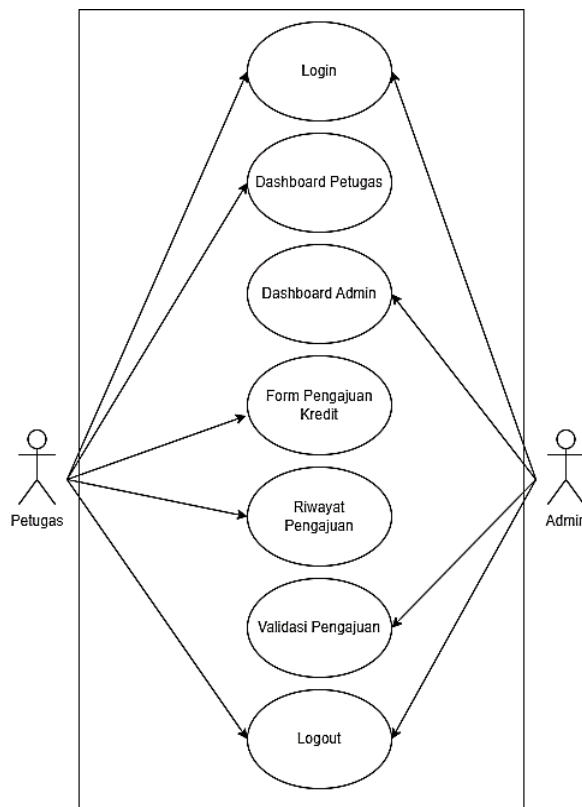 Login
Dashboard Petugas
Dashboard Admin
Form Pengajuan
Kredit
Riwayat
Pengajuan
Petugas
Admin
Validasi Pengajuan
Logout